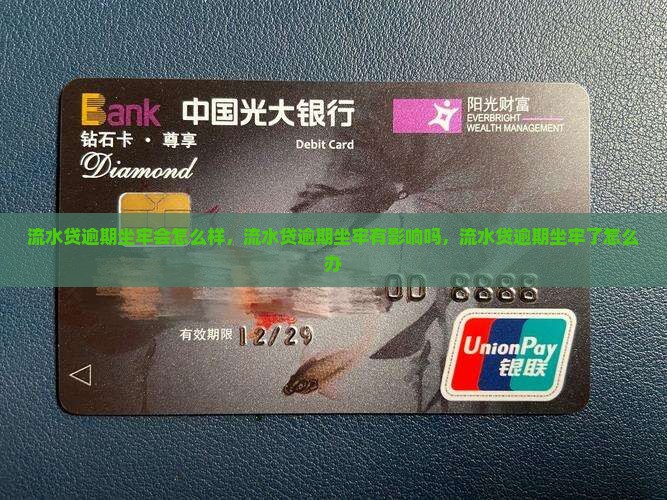 Bank 中国光大银行
阳光财富
EVERBRIGHT
WEALTH MANAGEMENT
钻石卡·尊享
Debit Card
Diamond
流水贷逾期坐牢会怎么样，流水贷逾期坐牢有影响吗，流水贷逾期坐牢了怎么
办
00 8888
有效期限 12/29
UnionPay
银联